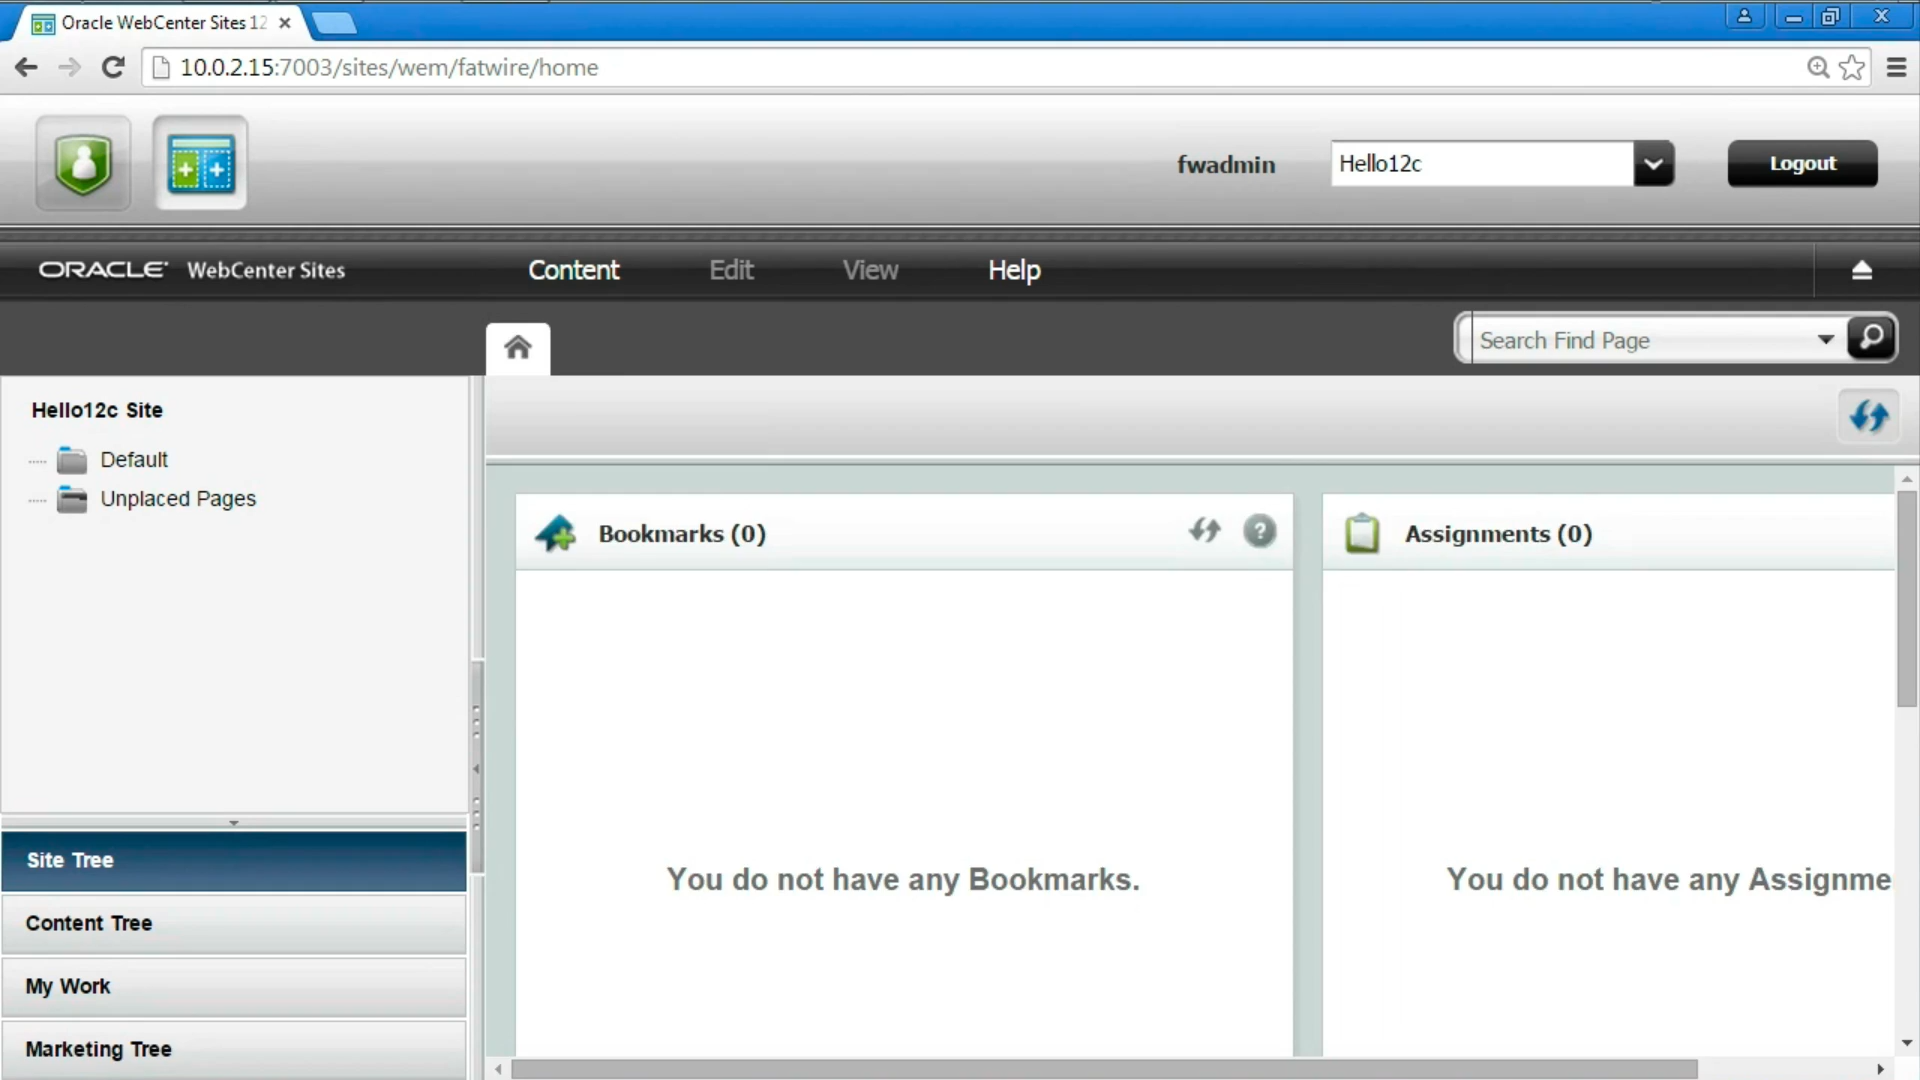 Oracle WebCenter Sites 12
10.0.2.15:7003/sites/wem/fatwire/home
fwadmin
Hello12c
Logout
ORACLE WebCenter Sites
Content
Edit
View
Help
Search Find Page
Hello12c Site
Default
Unplaced Pages
Bookmarks (0)
?
Assignments (0)
You do not have any Bookmarks.
You do not have any Assignme
Site Tree
Content Tree
My Work
Marketing Tree